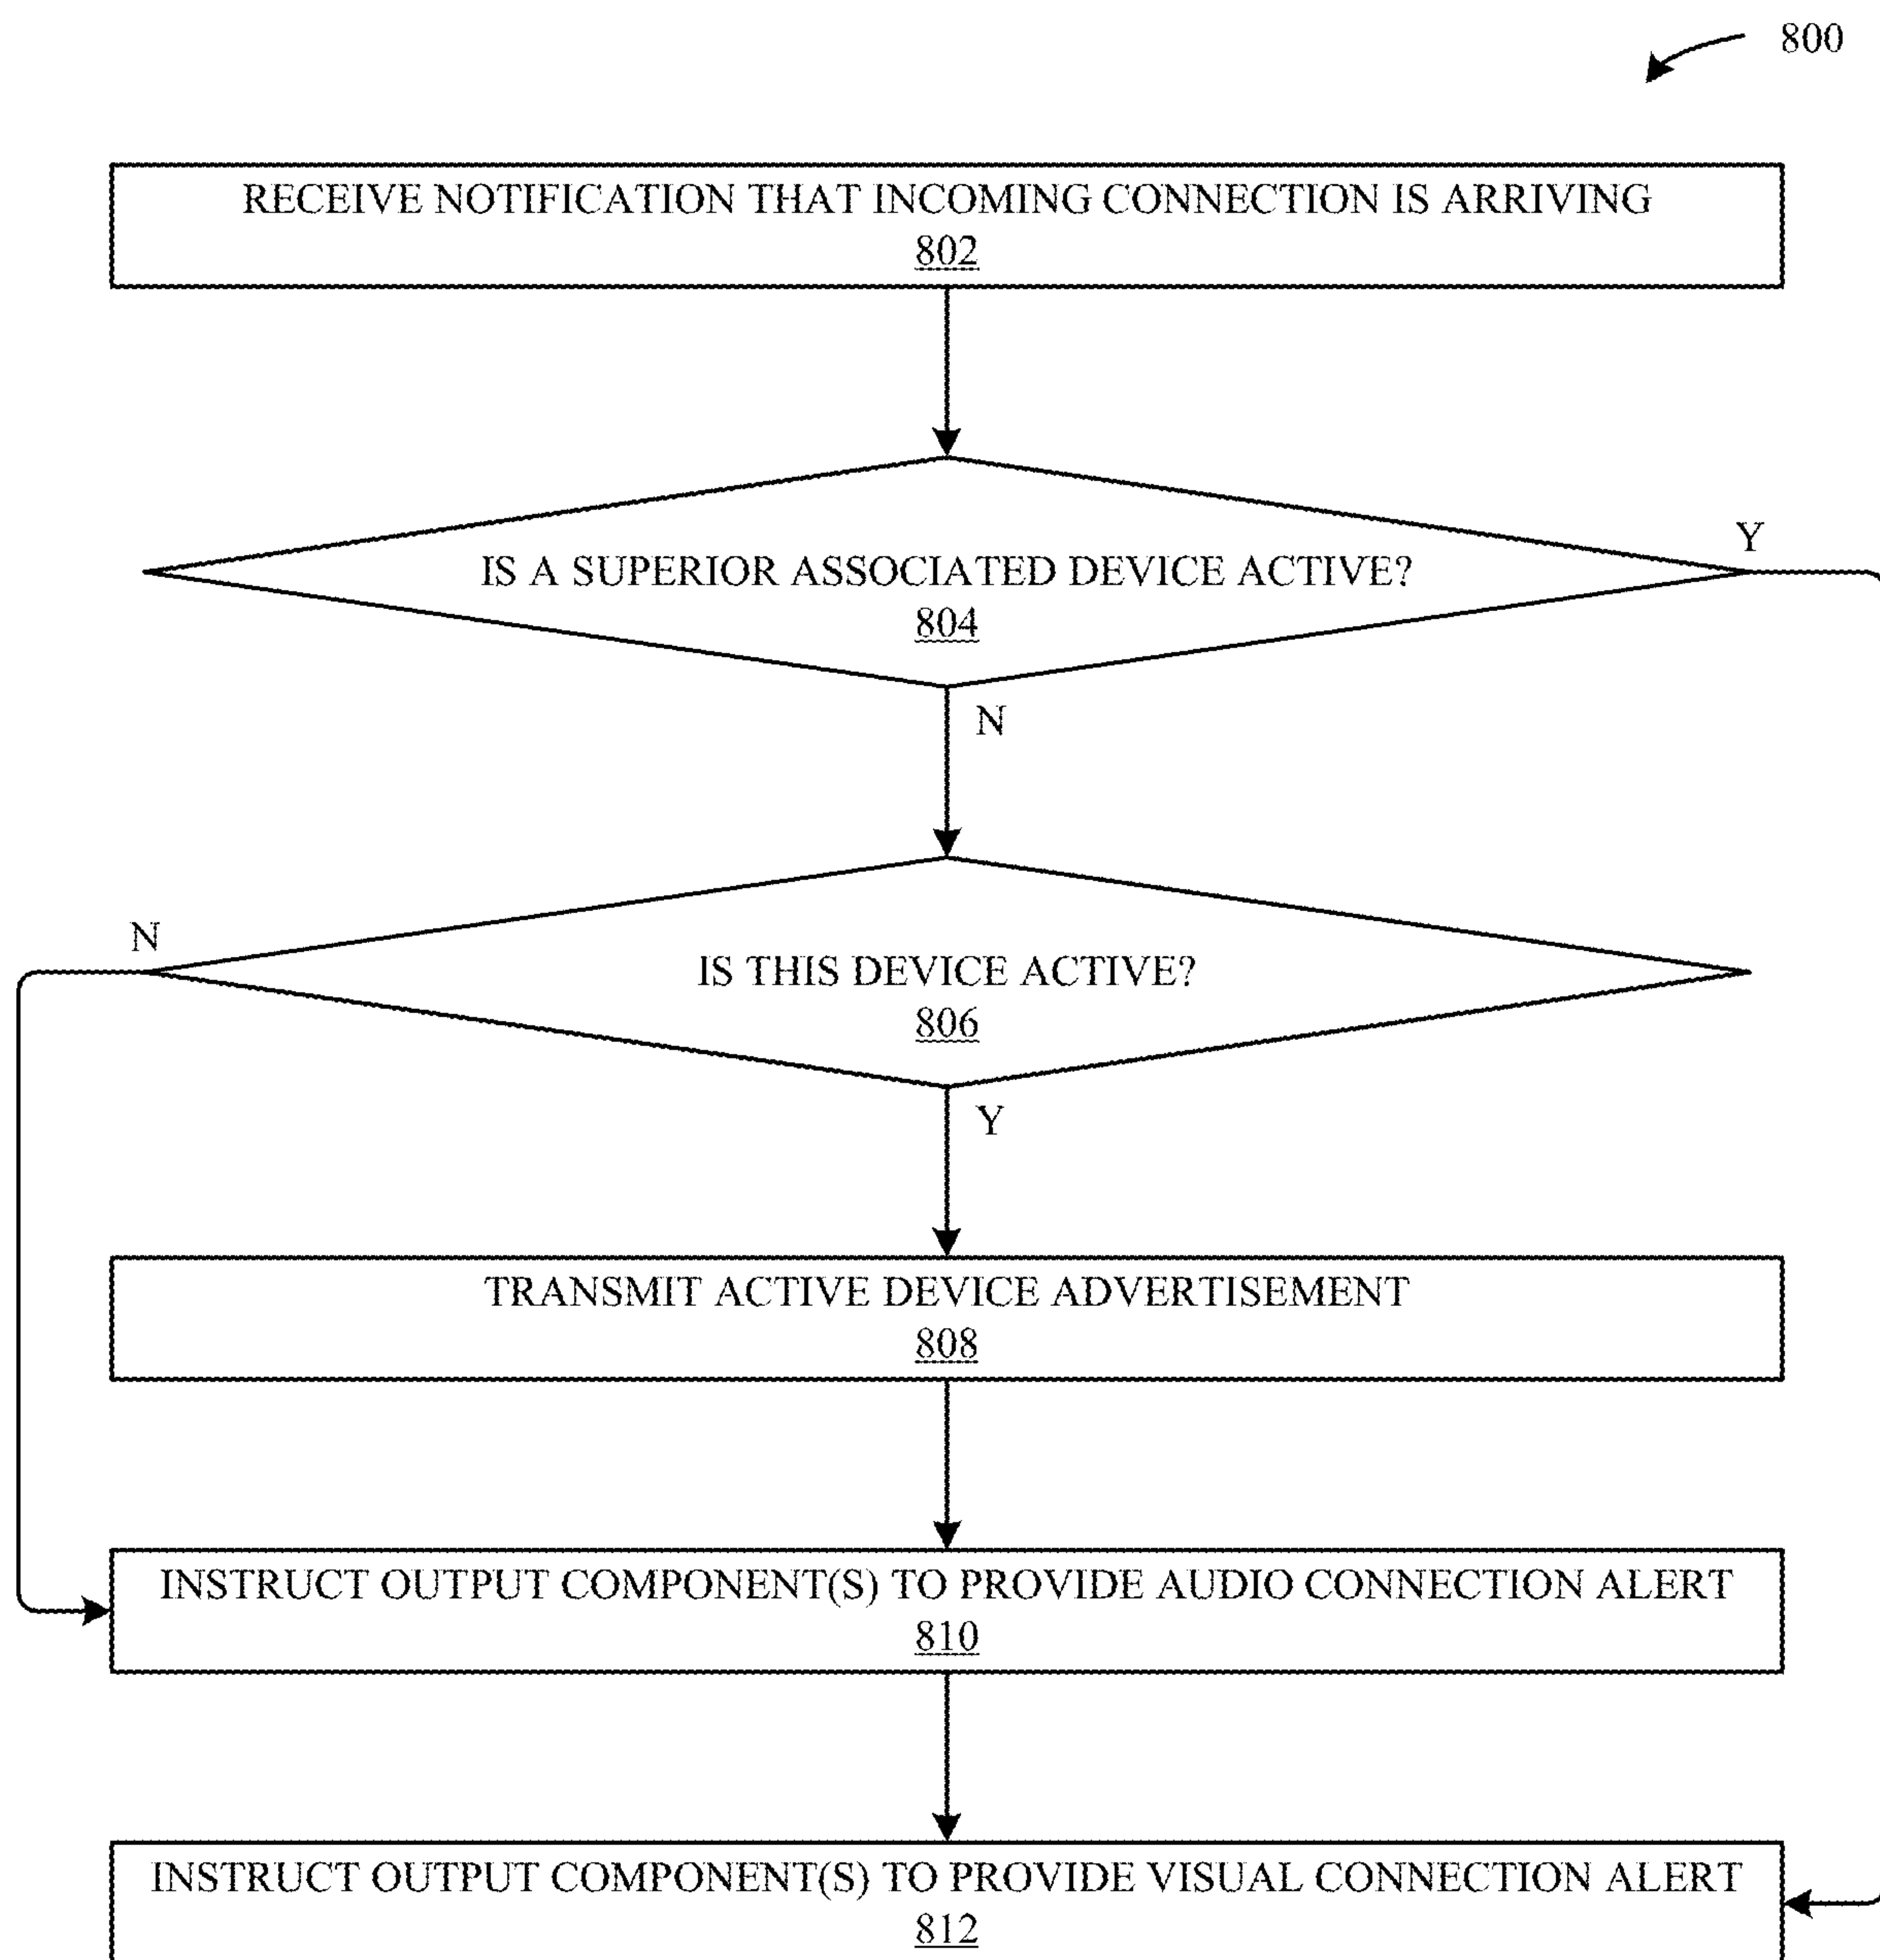 800
RECEIVE NOTIFICATION THAT INCOMING CONNECTION IS ARRIVING
802
IS A SUPERIOR ASSOCIATED DEVICE ACTIVE?
804
Y
N
IS THIS DEVICE ACTIVE?
806
N
Y
TRANSMIT ACTIVE DEVICE ADVERTISEMENT
808
INSTRUCT OUTPUT COMPONENT(S) TO PROVIDE AUDIO CONNECTION ALERT
810
INSTRUCT OUTPUT COMPONENT(S) TO PROVIDE VISUAL CONNECTION ALERT
812